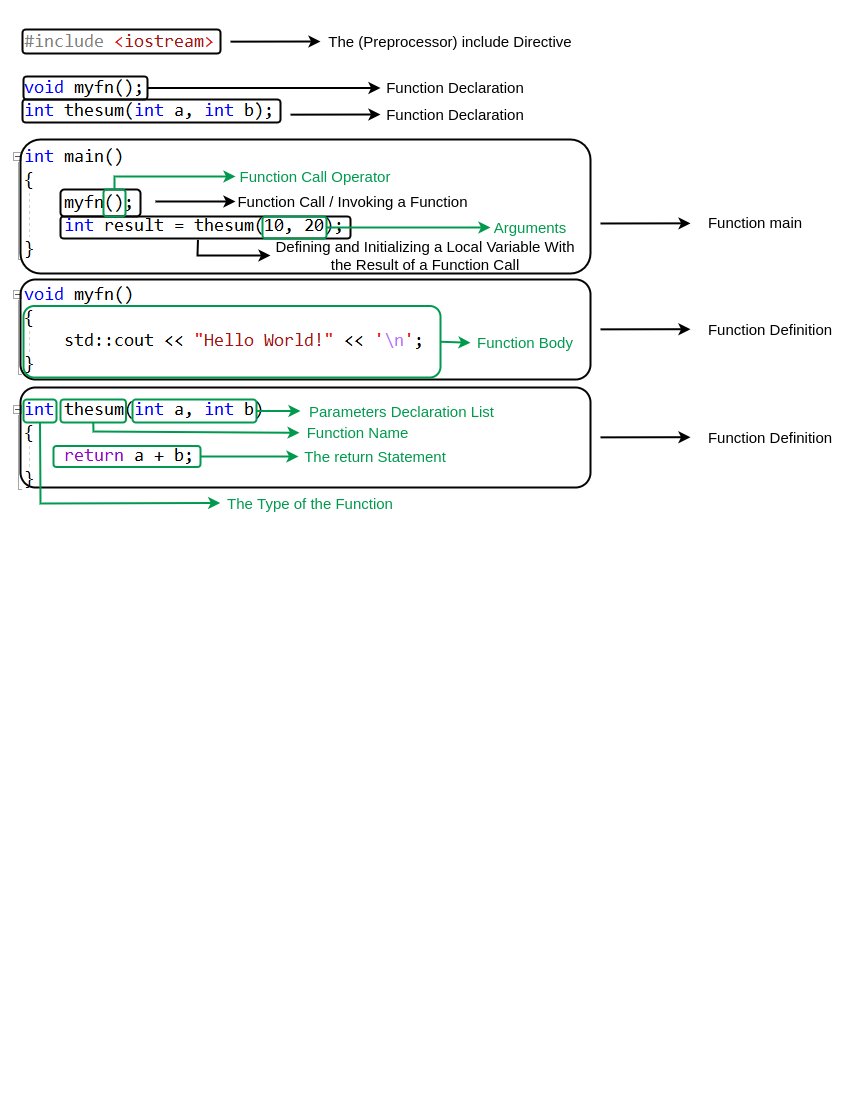 #include <iostream> The (Preprocessor) include Directive
void myfn(); Function Declaration
int thesum(int a, int b); Function Declaration
int main()
{ Function Call Operator
myfn(); Function Call / Invoking a Function
int result = thesum(10, 20); Arguments
Function main
} Defining and Initializing a Local Variable With
the Result of a Function Call
void myfn()
{
Function Definition
std::cout << "Hello World!" << '\n'; Function Body
}
int thesum(int a, int b) Parameters Declaration List
{ Function Name
Function Definition
return a + b; The return Statement
}
The Type of the Function